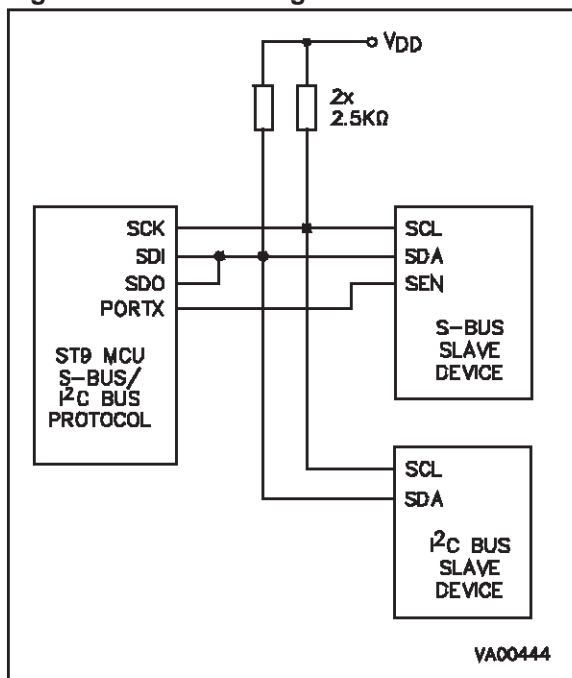 VDD
2x
2.5KΩ
SCK
SDI
SDO
PORTX
ST9 MCU
S-BUS/
I²C BUS
PROTOCOL
SCL
SDA
SEN
S-BUS
SLAVE
DEVICE
SCL
SDA
I²C BUS
SLAVE
DEVICE
VA00444